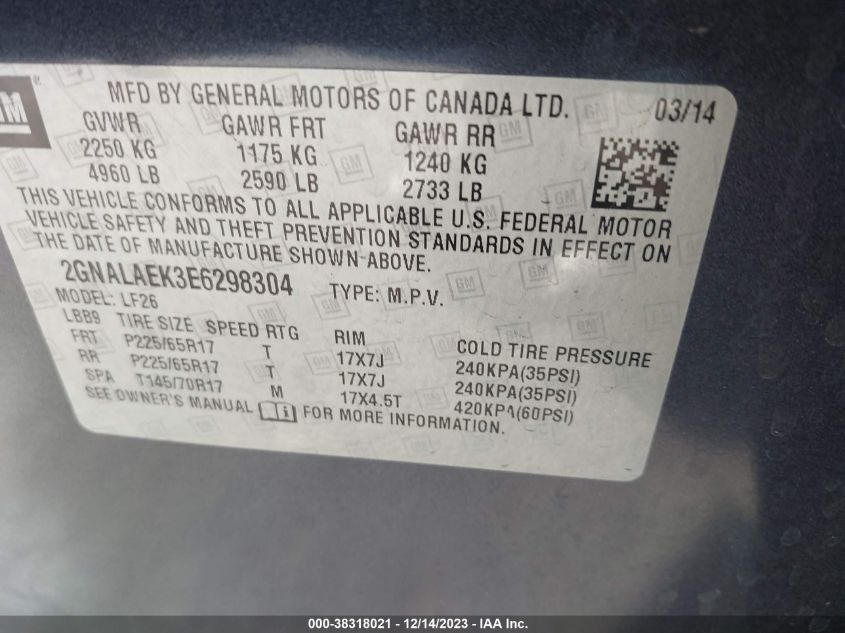 GM
MFD BY GENERAL MOTORS OF CANADA LTD. 03/14
GVWR GAWR FRT GAWR RR
2250 KG 1175 KG 1240 KG
4960 LB 2590 LB 2733 LB
THIS VEHICLE CONFORMS TO ALL APPLICABLE U.S. FEDERAL MOTOR
VEHICLE SAFETY AND THEFT PREVENTION STANDARDS IN EFFECT ON
THE DATE OF MANUFACTURE SHOWN ABOVE.
2GNALAEK3E6298304 TYPE: M.P.V.
MODEL: LF26
LBB9 TIRE SIZE SPEED RTG RIM COLD TIRE PRESSURE
FRT P225/65R17 T 17X7J 240KPA(35PSI)
RR P225/65R17 T 17X7J 240KPA(35PSI)
SPA T145/70R17 M 17X4.5T 420KPA(60PSI)
SEE OWNER'S MANUAL FOR MORE INFORMATION.
000-38318021 - 12/14/2023 - IAA Inc.